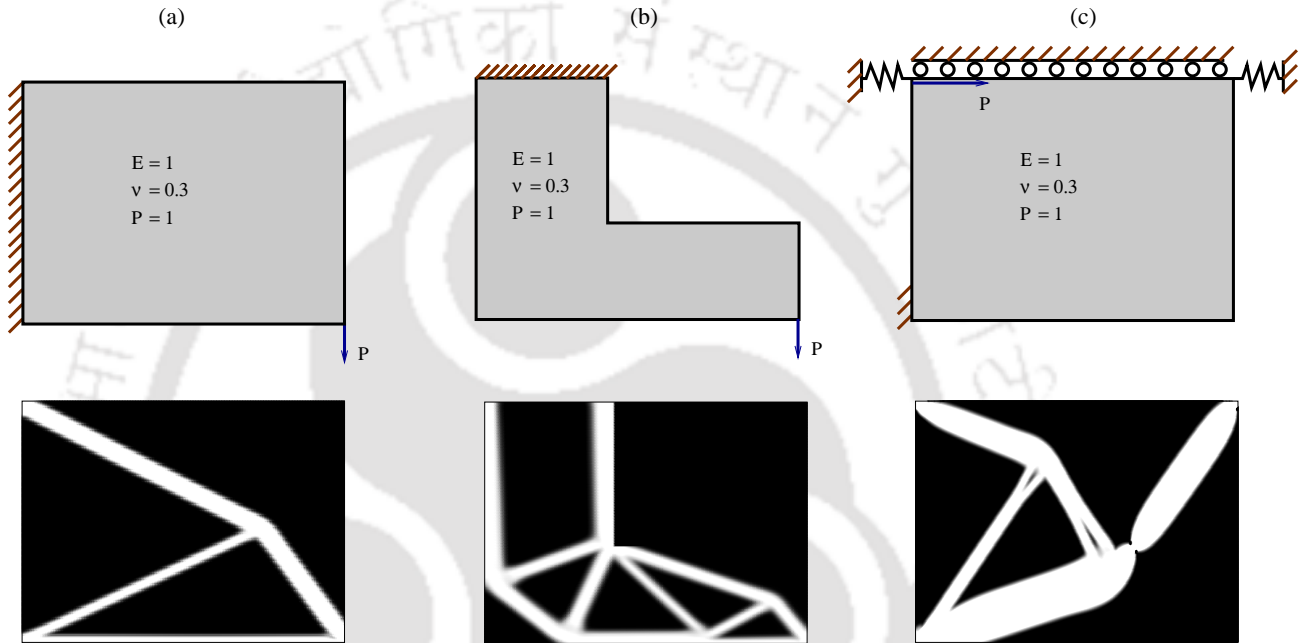 (a)
(b)
(c)
E = 1
ν = 0.3
P = 1
P
E = 1
ν = 0.3
P = 1
P
P
E = 1
ν = 0.3
P = 1